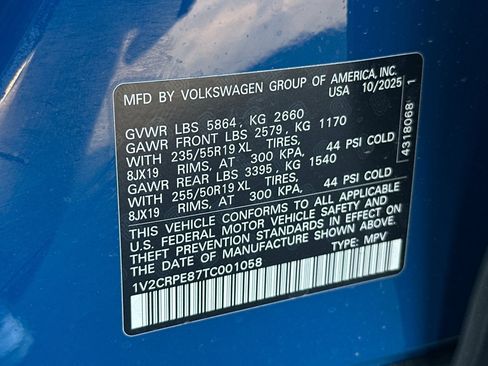 MFD BY VOLKSWAGEN GROUP OF AMERICA, INC.
USA 10/2025
GVWR LBS 5864, KG 2660
GAWR FRONT LBS 2579, KG 1170
WITH 235/55R19 XL TIRES,
8JX19 RIMS, AT 300 KPA, 44 PSI COLD
GAWR REAR LBS 3395, KG 1540
WITH 255/50R19 XL TIRES,
8JX19 RIMS, AT 300 KPA, 44 PSI COLD
THIS VEHICLE CONFORMS TO ALL APPLICABLE
U.S. FEDERAL MOTOR VEHICLE SAFETY AND
THEFT PREVENTION STANDARDS IN EFFECT ON THE
DATE OF MANUFACTURE SHOWN ABOVE.
1V2CRPE87TC001058 TYPE: MPV
4318068 1